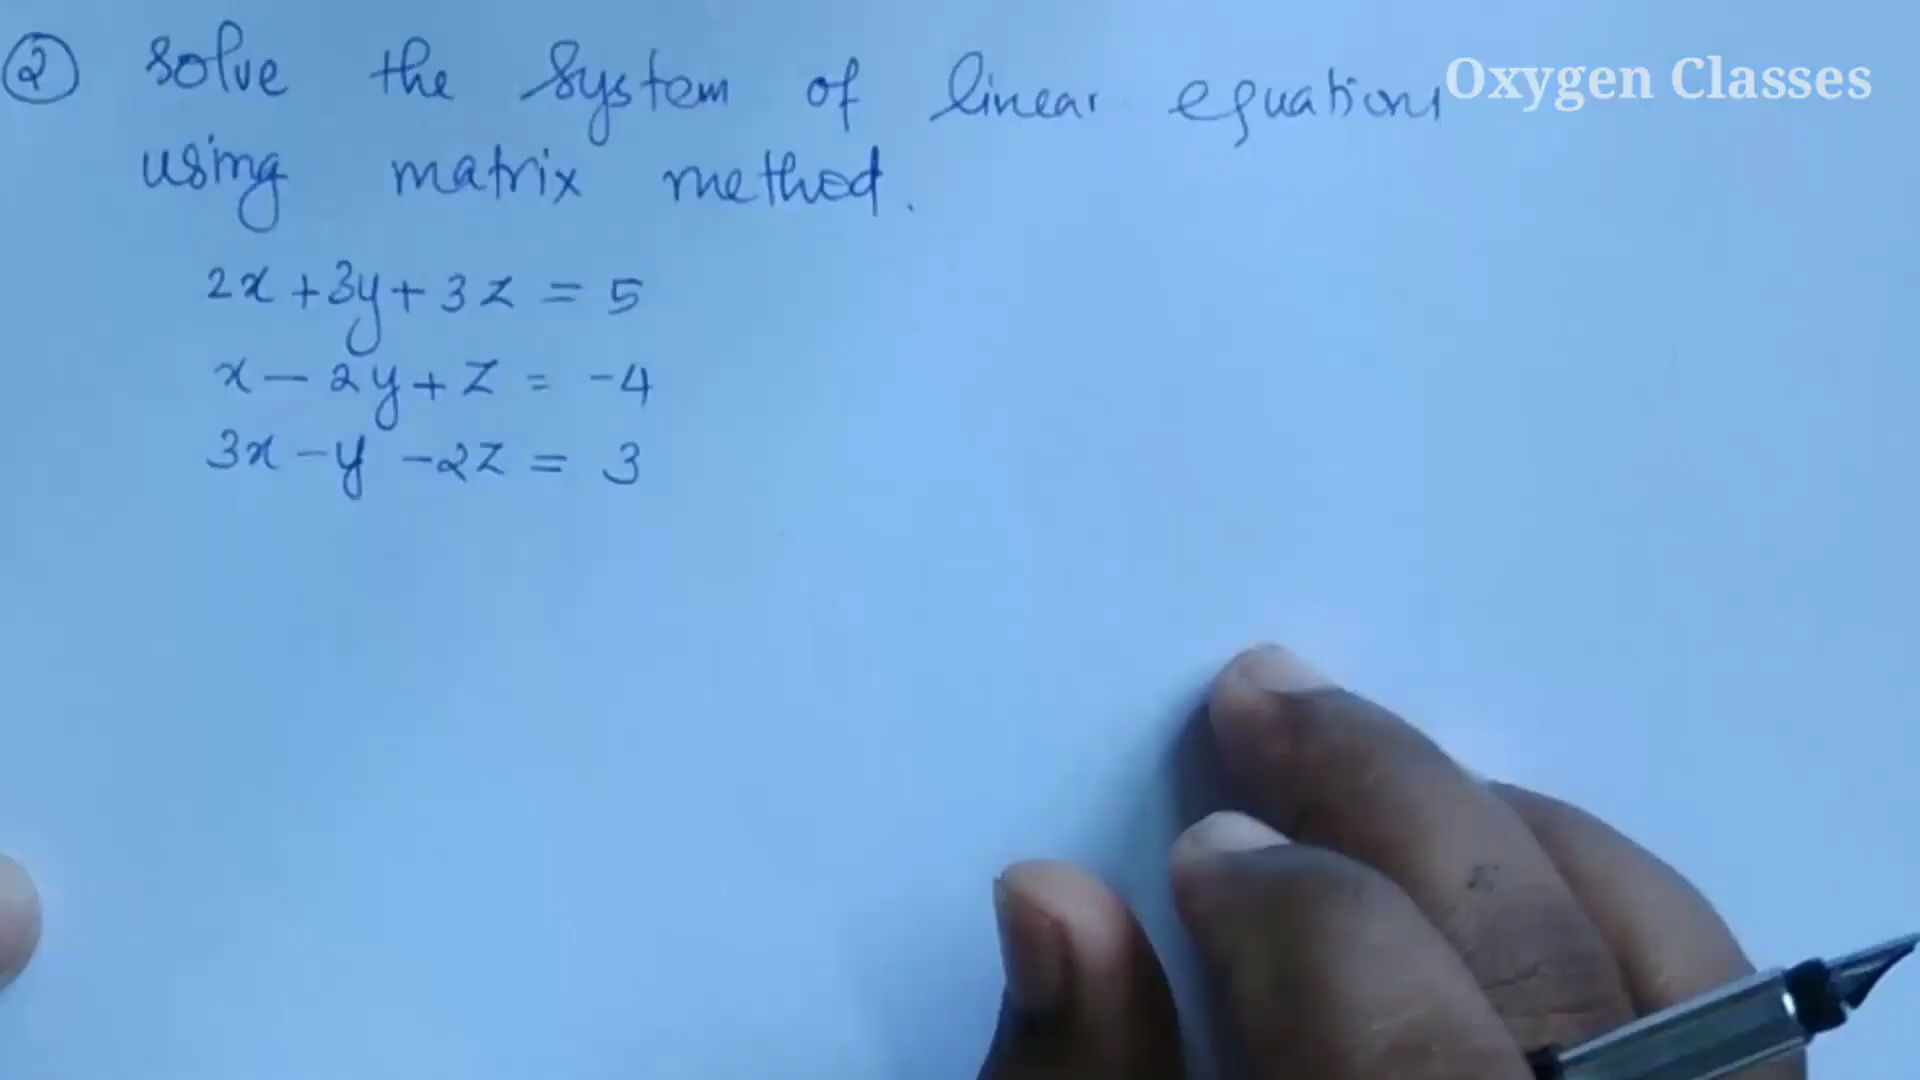 ② Solve the System of linear equations
using matrix method.
2x + 3y + 3z = 5
x - 2y + z = -4
3x - y - 2z = 3
Oxygen Classes